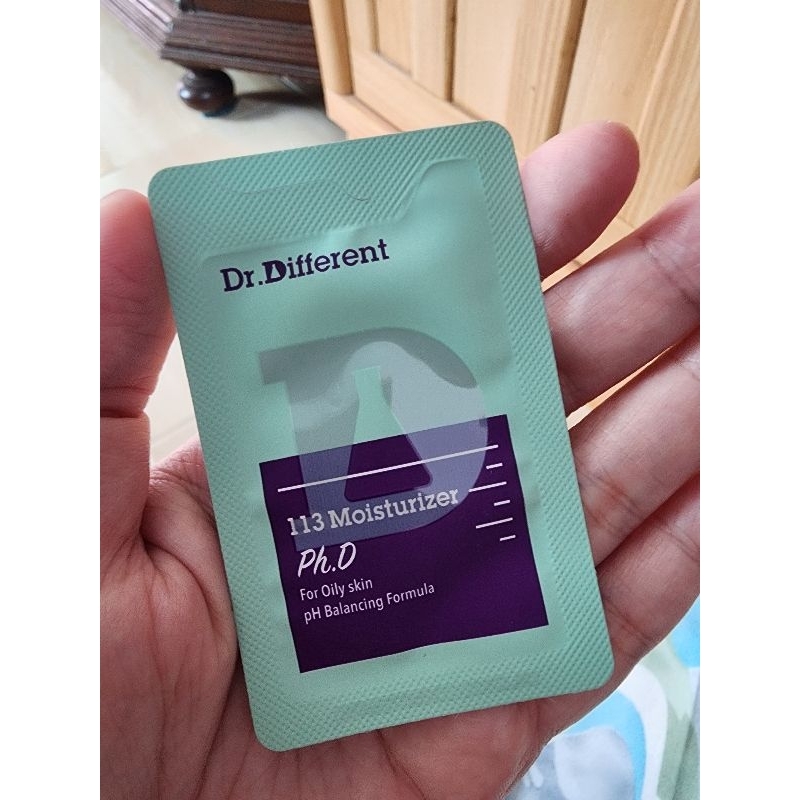 Dr.Different
113 Moisturizer
Ph.D
For Oily skin
pH Balancing Formula